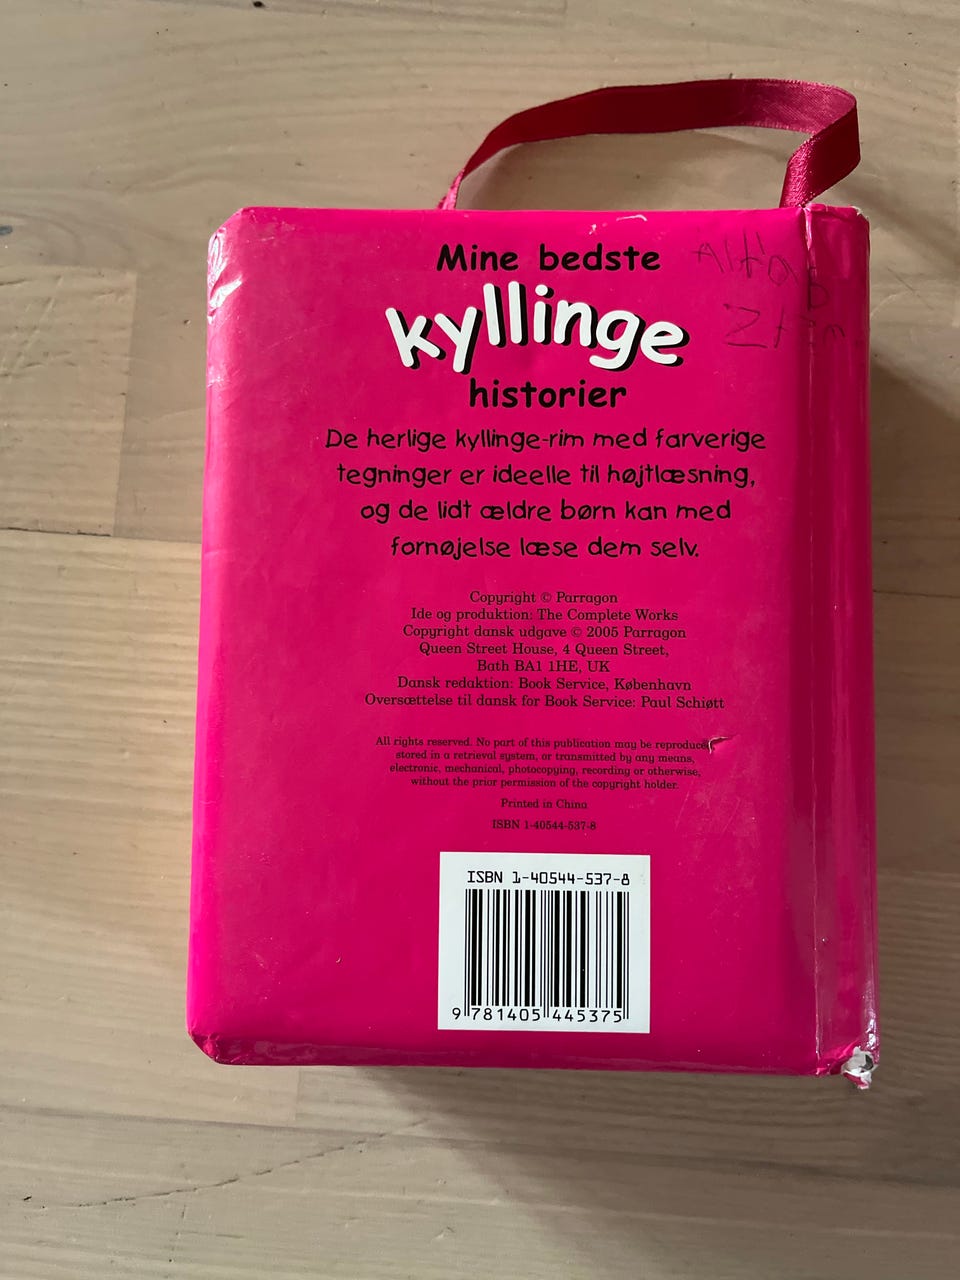 Mine bedste
kyllinge
historier
De herlige kyllinge-rim med farverige
tegninger er ideelle til højtlæsning,
og de lidt ældre børn kan med
fornøjelse læse dem selv.
Copyright © Parragon
Ide og produktion: The Complete Works
Copyright dansk udgave © 2005 Parragon
Queen Street House, 4 Queen Street,
Bath BA1 1HE, UK
Dansk redaktion: Book Service, København
Oversættelse til dansk for Book Service: Paul Schiøtt
All rights reserved. No part of this publication may be reproduce
stored in a retrieval system, or transmitted by any means,
electronic, mechanical, photocopying, recording or otherwise,
without the prior permission of the copyright holder.
Printed in China
ISBN 1-40544-537-8
ISBN 1-40544-537-8
9 781405 445375